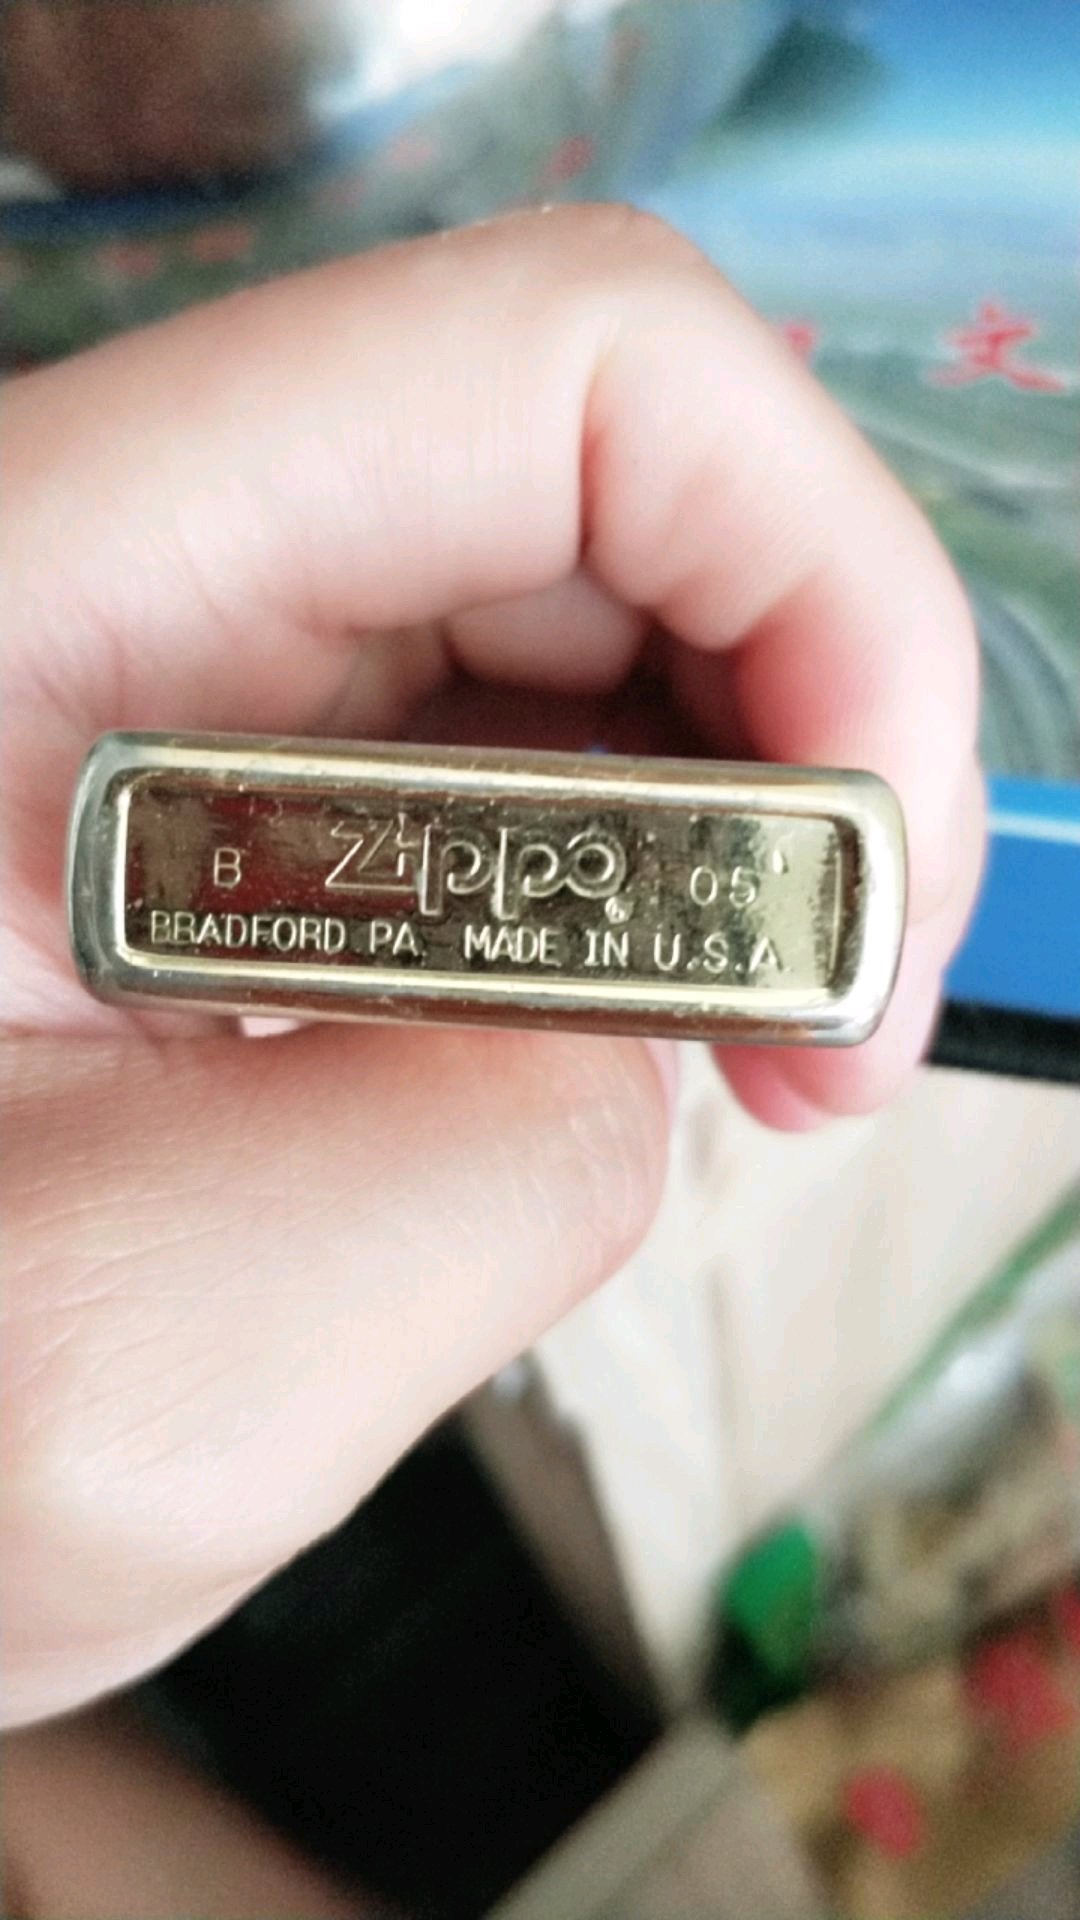 文
B Zippo ® 05
BRADFORD. PA. MADE IN U.S.A.